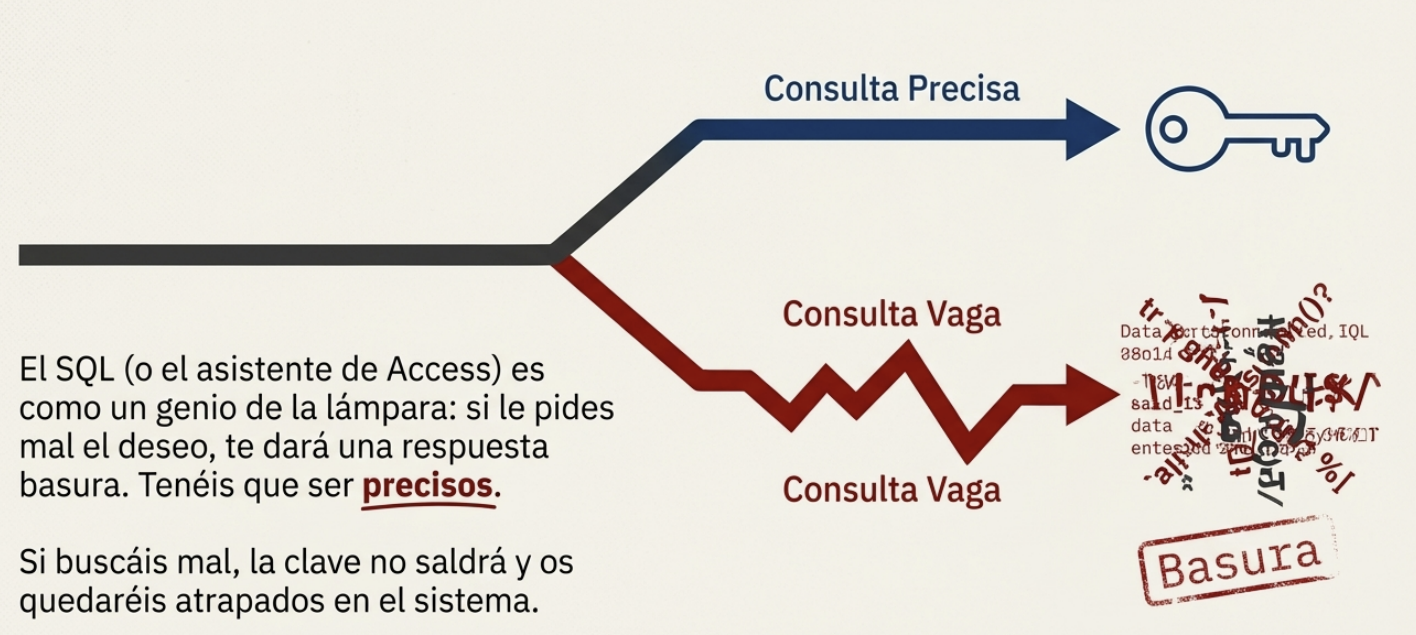 Consulta Precisa
Consulta Vaga
Consulta Vaga
El SQL (o el asistente de Access) es
como un genio de la lámpara: si le pides
mal el deseo, te dará una respuesta
basura. Tenéis que ser precisos.
Si buscáis mal, la clave no saldrá y os
quedaréis atrapados en el sistema.
Data
IQL
data
Basura